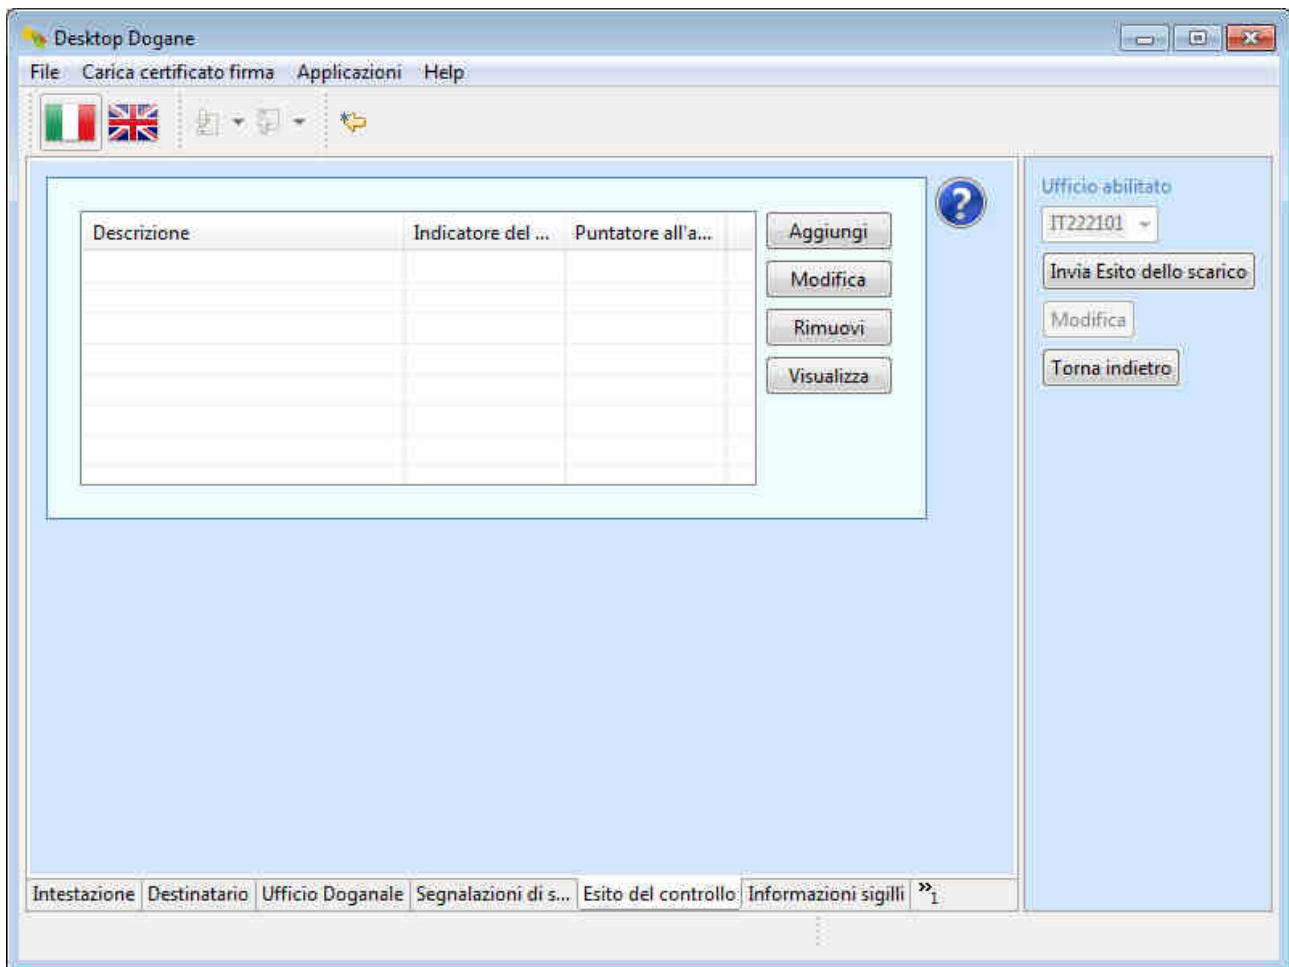 Desktop Dogane
File Carica certificato firma Applicazioni Help
Ufficio abilitato
IT222101
Invia Esito dello scarico
Modifica
Torna indietro
Descrizione Indicatore del ... Puntatore all'a...
Aggiungi
Modifica
Rimuovi
Visualizza
Intestazione Destinatario Ufficio Doganale Segnalazioni di s... Esito del controllo Informazioni sigilli »1